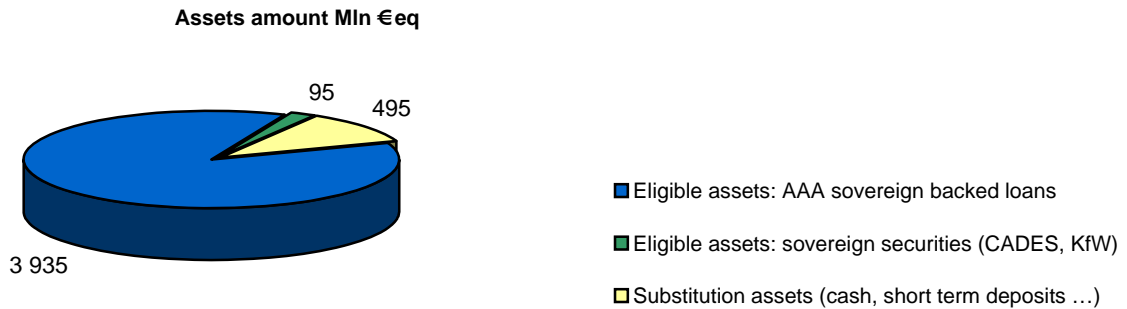 Assets amount Mln €eq
95
495
3 935
Eligible assets: AAA sovereign backed loans
Eligible assets: sovereign securities (CADES, KfW)
Substitution assets (cash, short term deposits …)